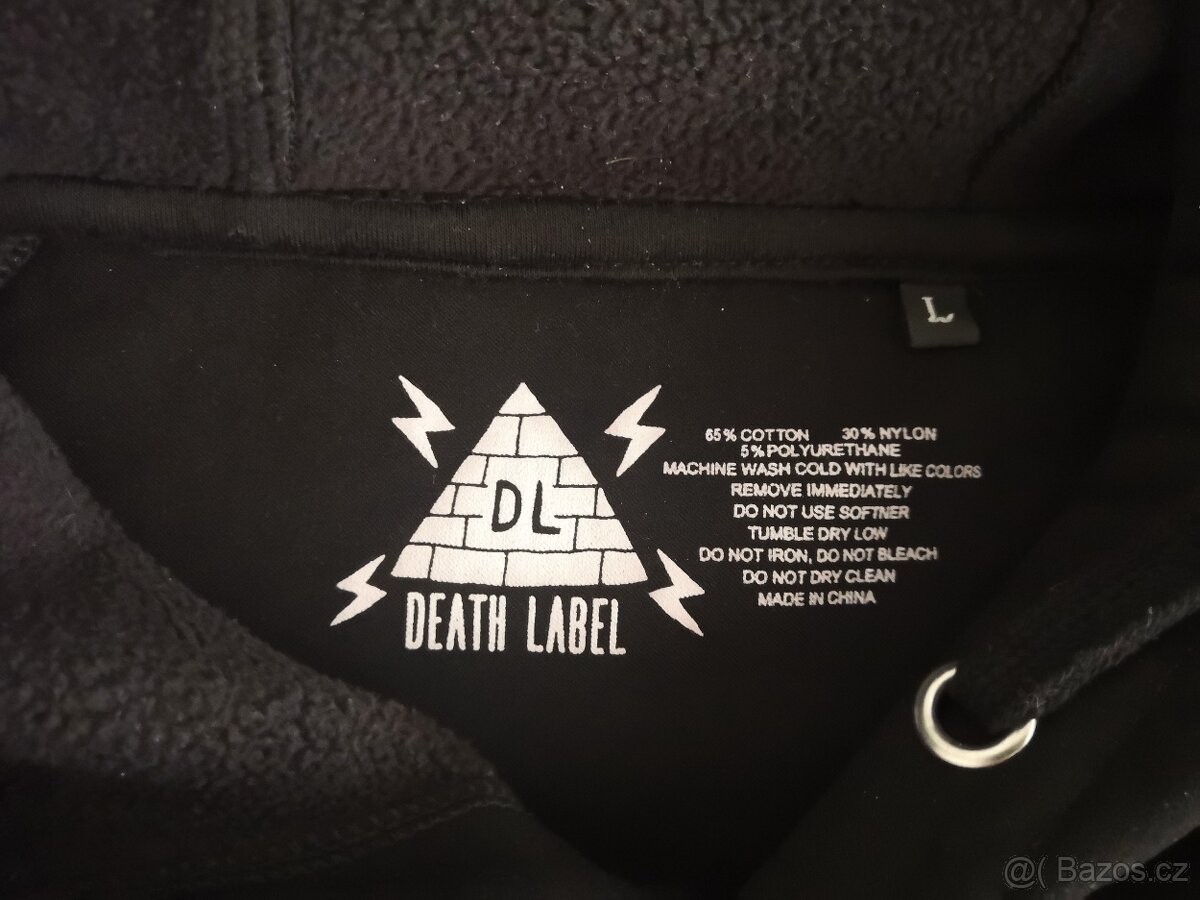 L
DL
DEATH LABEL
65% COTTON 30% NYLON
5% POLYURETHANE
MACHINE WASH COLD WITH LIKE COLORS
REMOVE IMMEDIATELY
DO NOT USE SOFTNER
TUMBLE DRY LOW
DO NOT IRON, DO NOT BLEACH
DO NOT DRY CLEAN
MADE IN CHINA
@( Bazos.cz